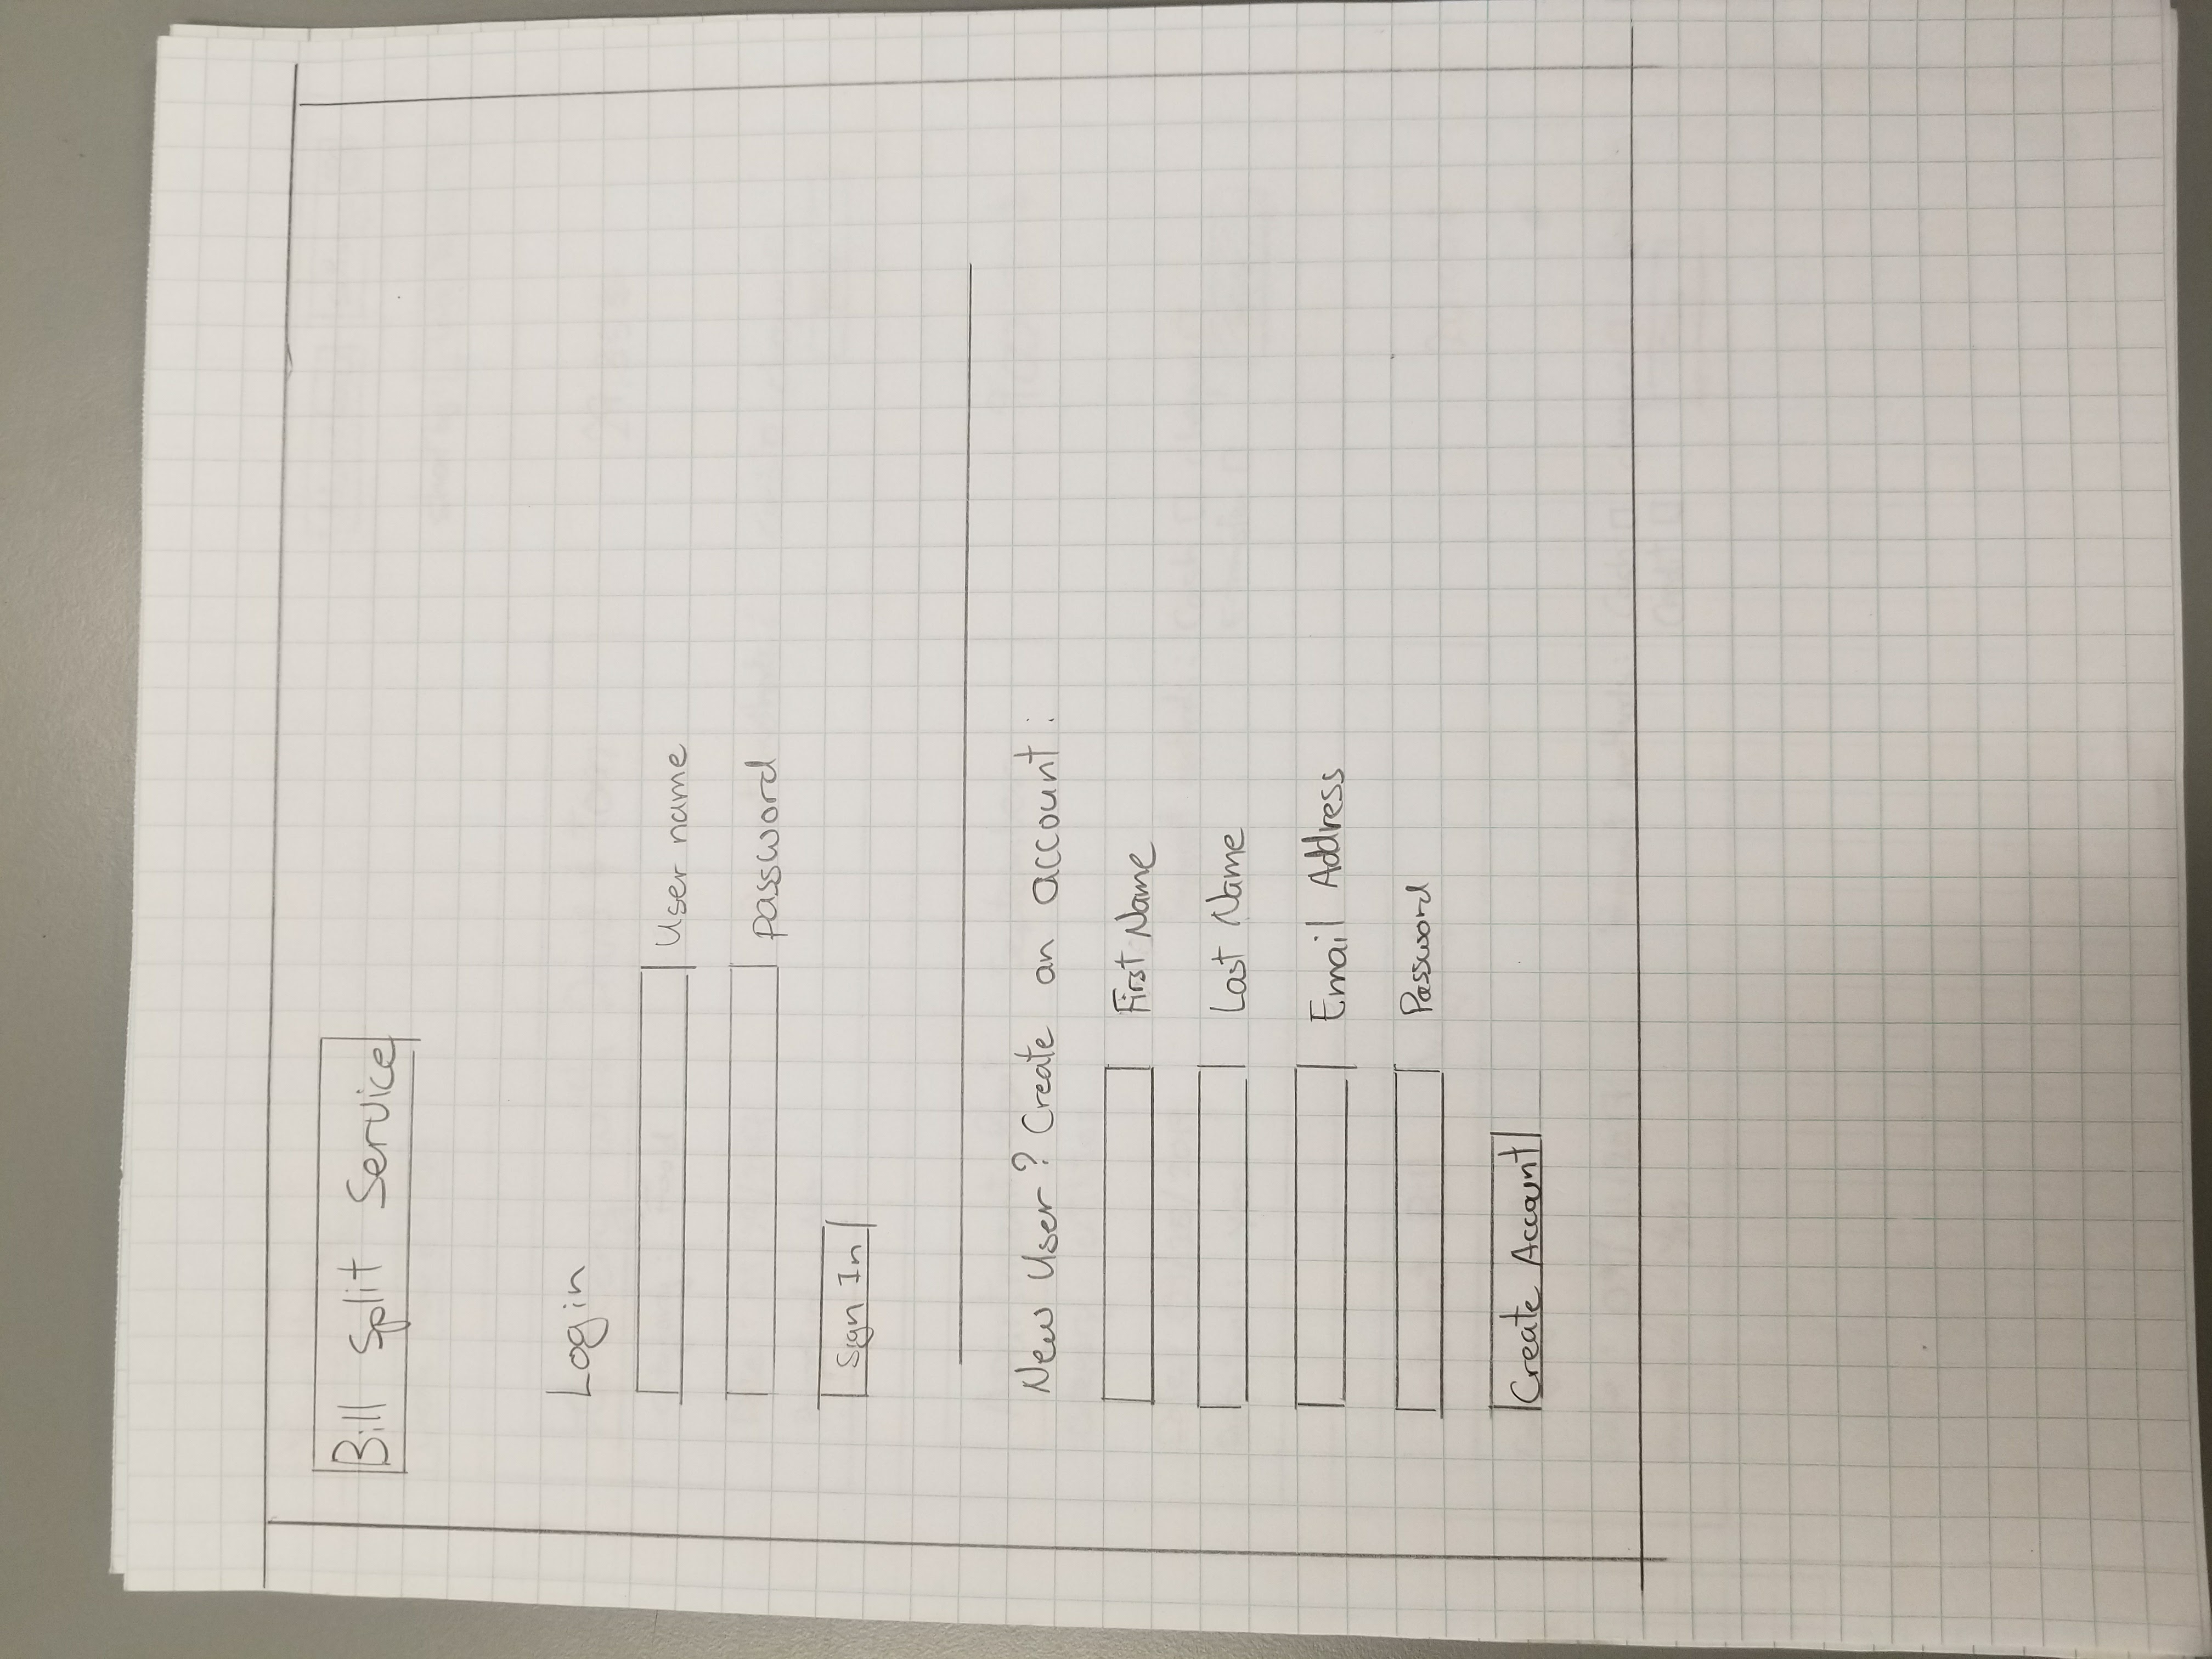 Bill Split Service
Login
User name
password
Sign In
New User? Create an account:
First Name
Last Name
Email Address
Password
Create Account